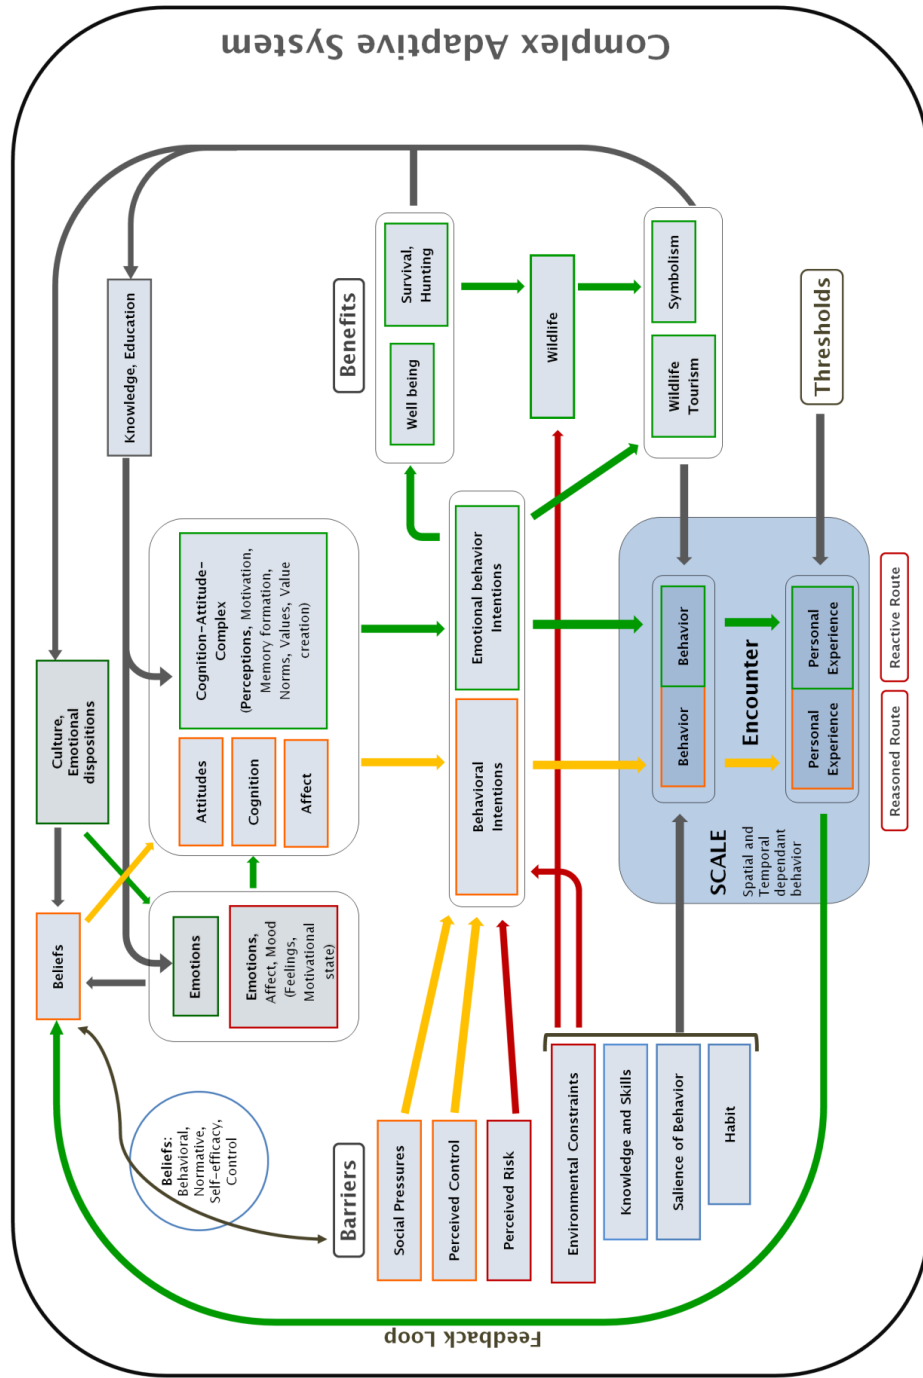 Complex Adaptive System
Feedback Loop
Beliefs
Culture,
Emotional
dispositions
Knowledge, Education
Beliefs:
Behavioral,
Normative,
Self-efficacy,
Control
Emotions
Emotions,
Affect, Mood
(Feelings,
Motivational
state)
Attitudes
Cognition
Affect
Cognition-Attitude-
Complex
(Perceptions, Motivation,
Memory formation,
Norms, Values, Value
creation)
Barriers
Social Pressures
Perceived Control
Perceived Risk
Environmental Constraints
Knowledge and Skills
Salience of Behavior
Habit
Behavioral
Intentions
Emotional behavior
Intentions
Benefits
Well being
Survival,
Hunting
Wildlife
Wildlife
Tourism
Symbolism
SCALE
Spatial and
Temporal
dependant
behavior
Behavior
Behavior
Encounter
Personal
Experience
Personal
Experience
Thresholds
Reasoned Route
Reactive Route